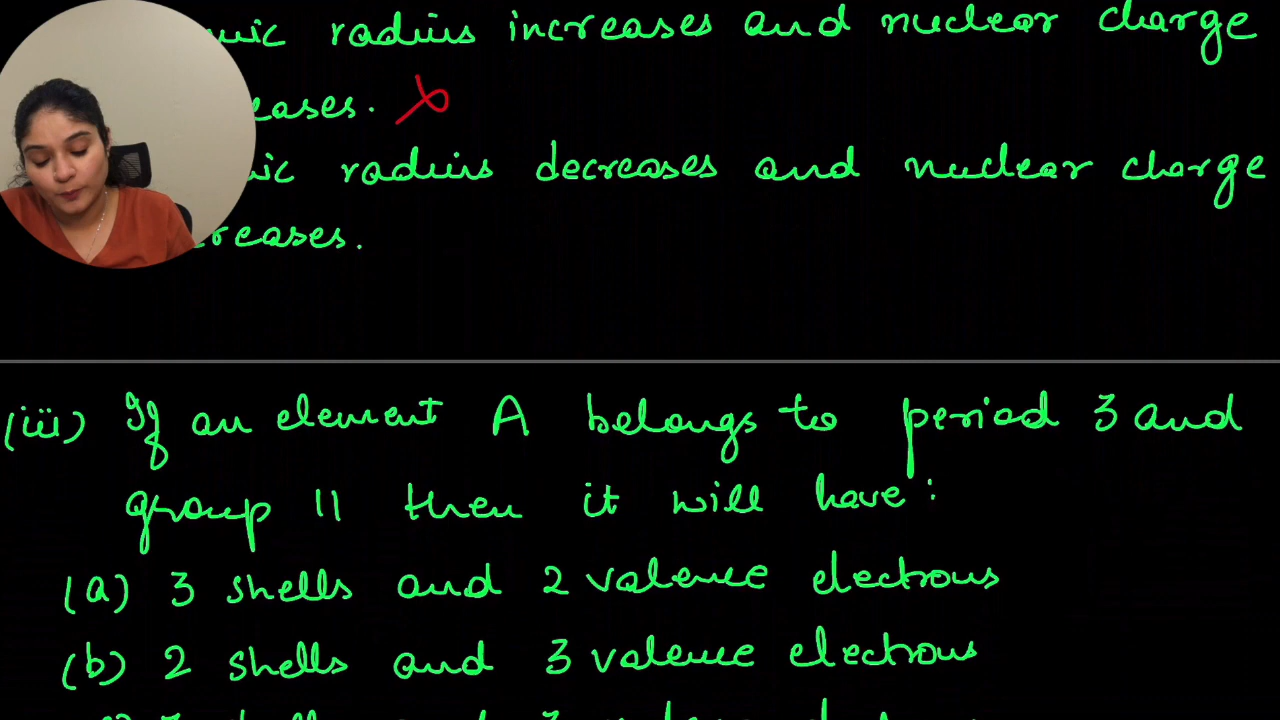 radius increases and nuclear charge
eases.
radius decreases and nuclear charge
reases.
(iii) If an element A belongs to period 3 and
group 11 then it will have :
(a) 3 shells and 2 valence electrons
(b) 2 shells and 3 valence electrons